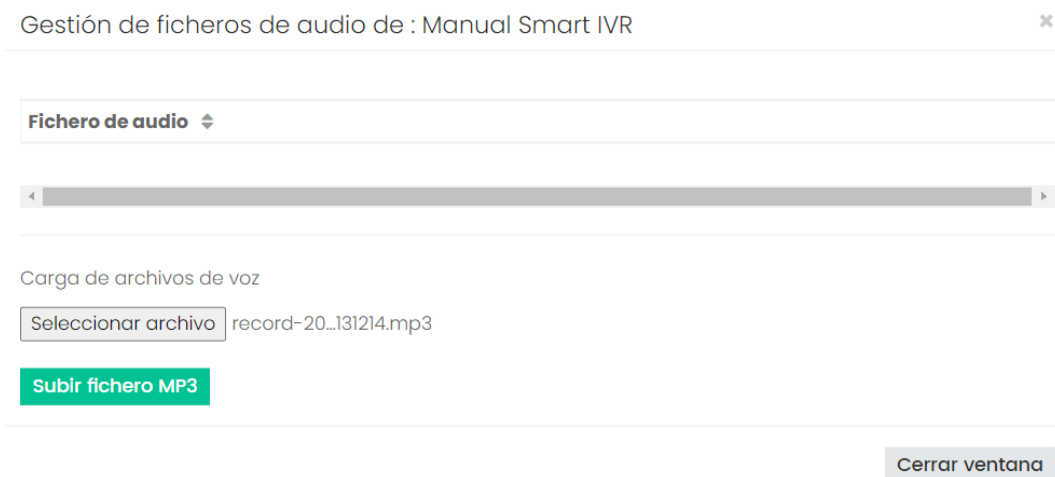 Gestión de ficheros de audio de : Manual Smart IVR
Fichero de audio
Carga de archivos de voz
Seleccionar archivo record-20...131214.mp3
Subir fichero MP3
Cerrar ventana